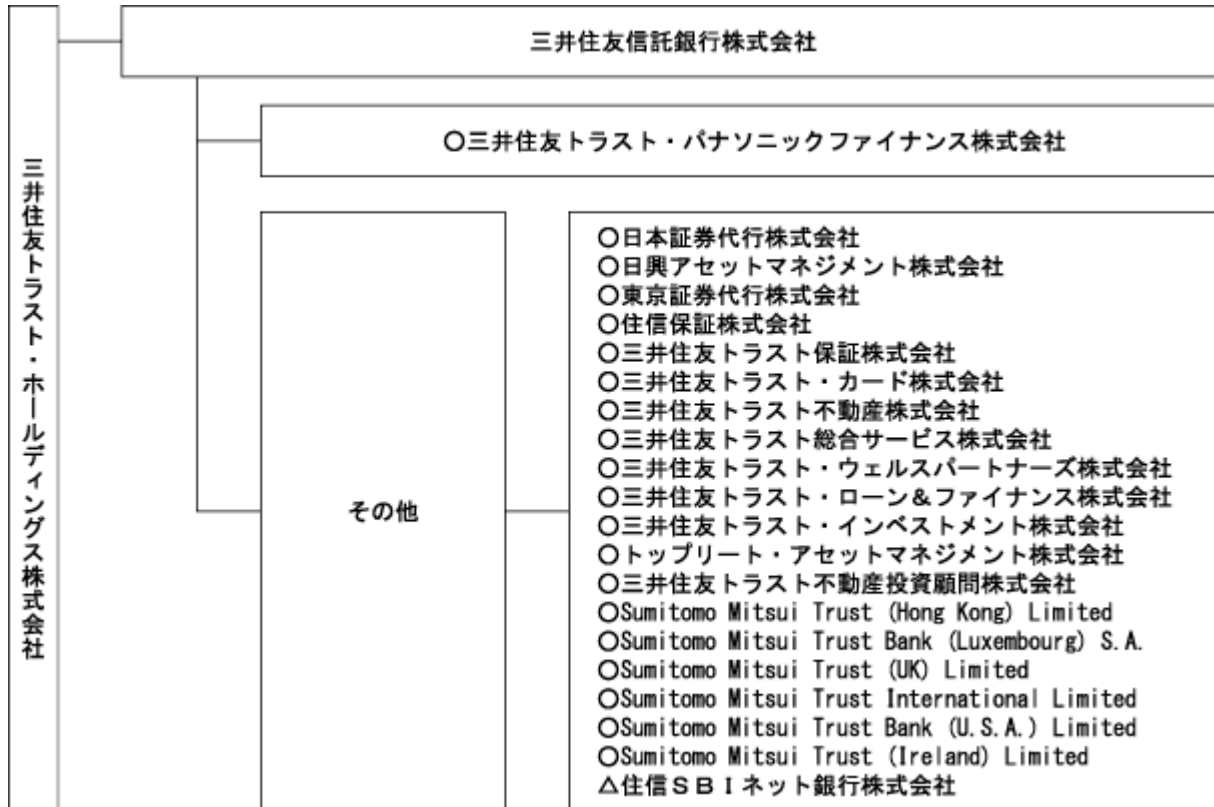 三井住友トラスト・ホールディングス株式会社
三井住友信託銀行株式会社
○三井住友トラスト・パナソニックファイナンス株式会社
その他
○日本証券代行株式会社
○日興アセットマネジメント株式会社
○東京証券代行株式会社
○住信保証株式会社
○三井住友トラスト保証株式会社
○三井住友トラスト・カード株式会社
○三井住友トラスト不動産株式会社
○三井住友トラスト総合サービス株式会社
○三井住友トラスト・ウェルスパートナーズ株式会社
○三井住友トラスト・ローン&ファイナンス株式会社
○三井住友トラスト・インベストメント株式会社
○トップリート・アセットマネジメント株式会社
○三井住友トラスト不動産投資顧問株式会社
○Sumitomo Mitsui Trust (Hong Kong) Limited
○Sumitomo Mitsui Trust Bank (Luxembourg) S.A.
○Sumitomo Mitsui Trust (UK) Limited
○Sumitomo Mitsui Trust International Limited
○Sumitomo Mitsui Trust Bank (U.S.A.) Limited
○Sumitomo Mitsui Trust (Ireland) Limited
△住信SBIネット銀行株式会社